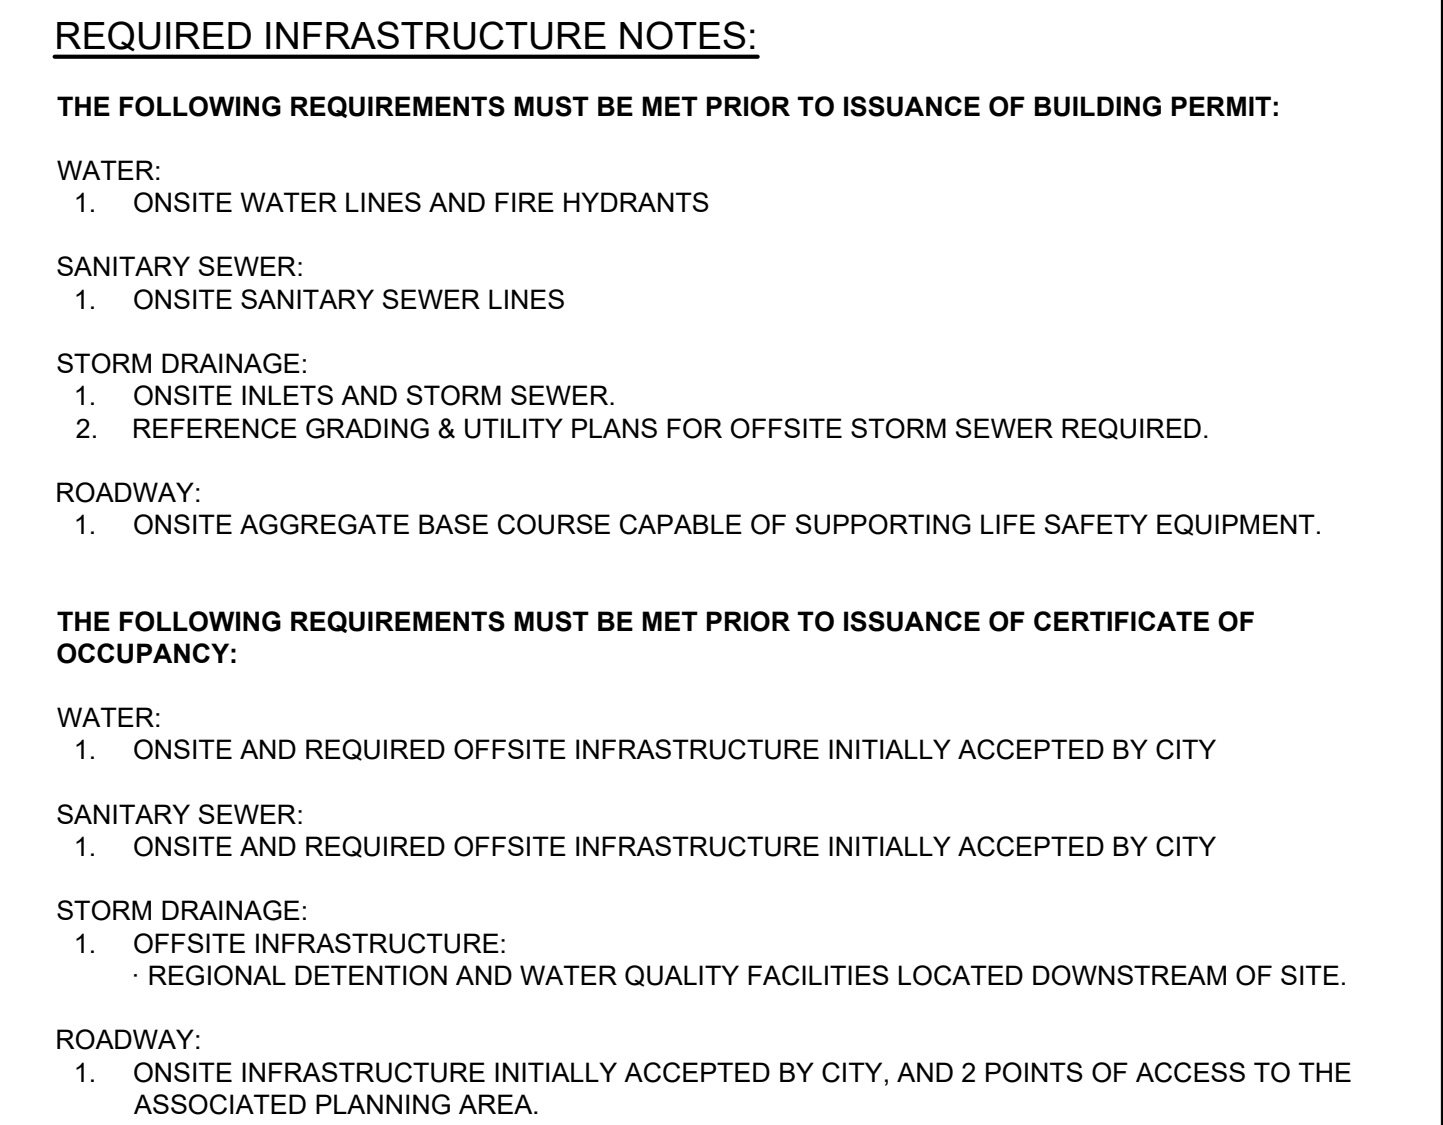 REQUIRED INFRASTRUCTURE NOTES:
THE FOLLOWING REQUIREMENTS MUST BE MET PRIOR TO ISSUANCE OF BUILDING PERMIT:
WATER:
1. ONSITE WATER LINES AND FIRE HYDRANTS
SANITARY SEWER:
1. ONSITE SANITARY SEWER LINES
STORM DRAINAGE:
1. ONSITE INLETS AND STORM SEWER.
2. REFERENCE GRADING & UTILITY PLANS FOR OFFSITE STORM SEWER REQUIRED.
ROADWAY:
1. ONSITE AGGREGATE BASE COURSE CAPABLE OF SUPPORTING LIFE SAFETY EQUIPMENT.
THE FOLLOWING REQUIREMENTS MUST BE MET PRIOR TO ISSUANCE OF CERTIFICATE OF
OCCUPANCY:
WATER:
1. ONSITE AND REQUIRED OFFSITE INFRASTRUCTURE INITIALLY ACCEPTED BY CITY
SANITARY SEWER:
1. ONSITE AND REQUIRED OFFSITE INFRASTRUCTURE INITIALLY ACCEPTED BY CITY
STORM DRAINAGE:
1. OFFSITE INFRASTRUCTURE:
· REGIONAL DETENTION AND WATER QUALITY FACILITIES LOCATED DOWNSTREAM OF SITE.
ROADWAY:
1. ONSITE INFRASTRUCTURE INITIALLY ACCEPTED BY CITY, AND 2 POINTS OF ACCESS TO THE
ASSOCIATED PLANNING AREA.